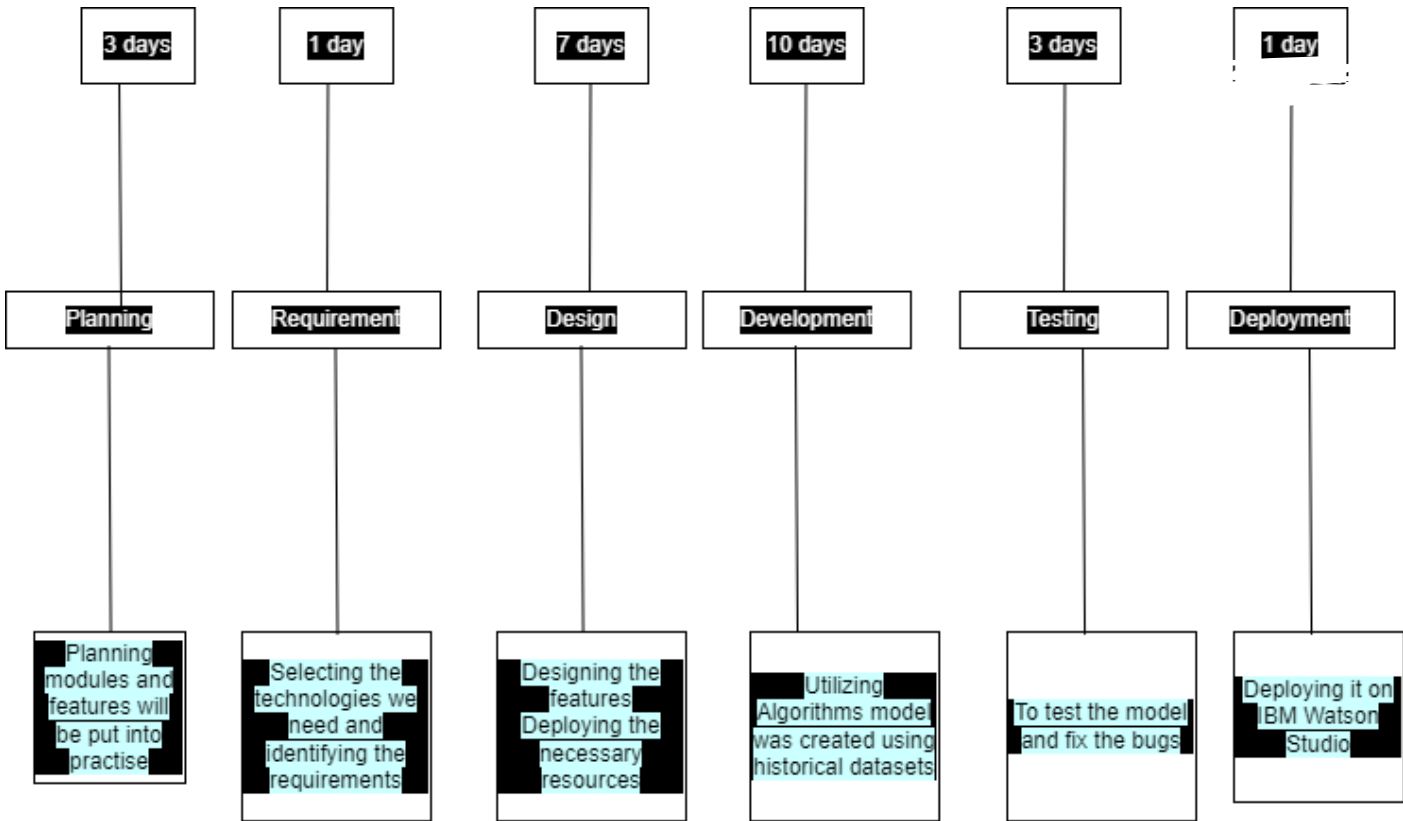 3 days
1 day
7 days
10 days
3 days
1 day
Planning
Requirement
Design
Development
Testing
Deployment
Planning
modules and
features will
be put into
practise
Selecting the
technologies we
need and
identifying the
requirements
Designing the
features
Deploying the
necessary
resources
Utilizing
Algorithms model
was created using
historical datasets
To test the model
and fix the bugs
Deploying it on
IBM Watson
Studio